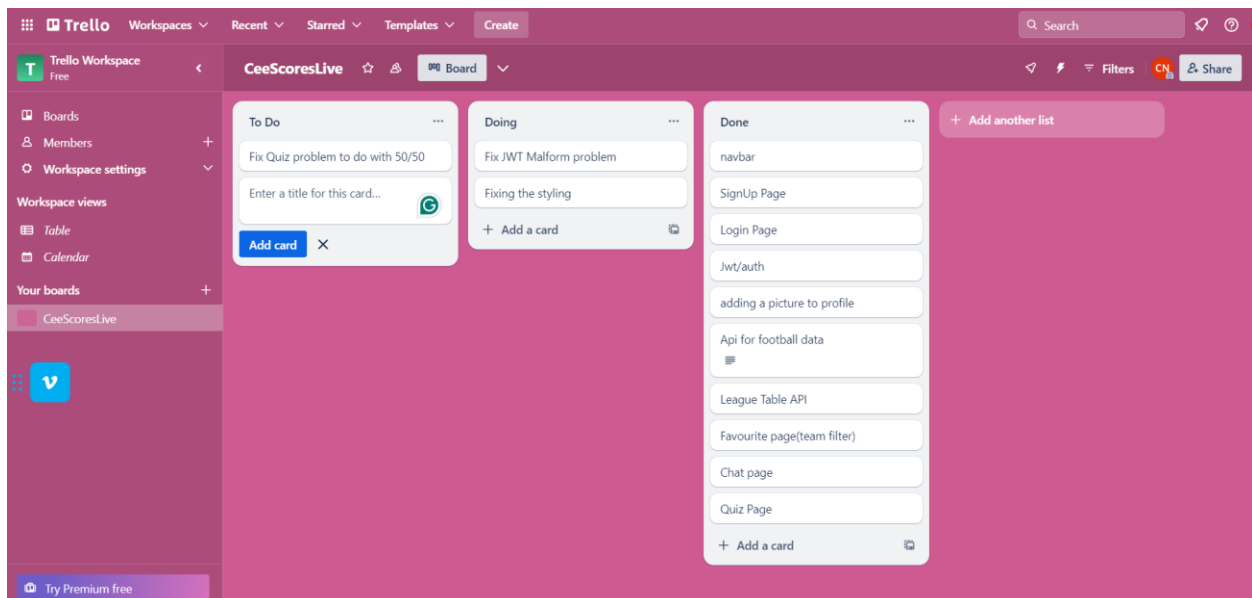 Trello
Workspaces
Recent
Starred
Templates
Create
Search
T
Trello Workspace
Free
CeeScoresLive
Board
Filters
CN
Share
Boards
Members
Workspace settings
Workspace views
Table
Calendar
Your boards
CeeScoresLive
Try Premium free
To Do
Fix Quiz problem to do with 50/50
Enter a title for this card...
Add card
Doing
Fix JWT Malform problem
Fixing the styling
Add a card
Done
navbar
SignUp Page
Login Page
Jwt/auth
adding a picture to profile
Api for football data
League Table API
Favourite page(team filter)
Chat page
Quiz Page
Add a card
Add another list